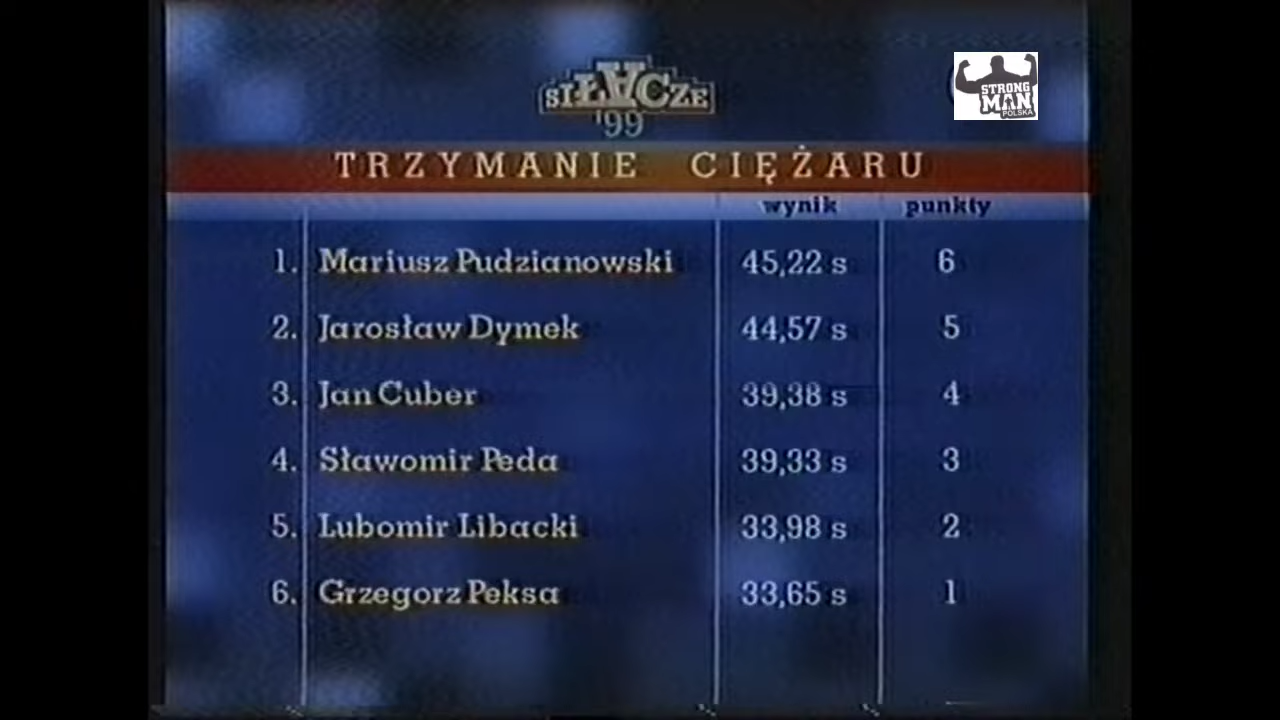 SIŁACZE
'99
STRONG
MAN
POLSKA
TRZYMANIE CIĘŻARU
wynik punkty
1. Mariusz Pudzianowski 45,22 s 6
2. Jarosław Dymek 44,57 s 5
3. Jan Cuber 39,38 s 4
4. Sławomir Peda 39,33 s 3
5. Lubomir Libacki 33,98 s 2
6. Grzegorz Peksa 33,65 s 1